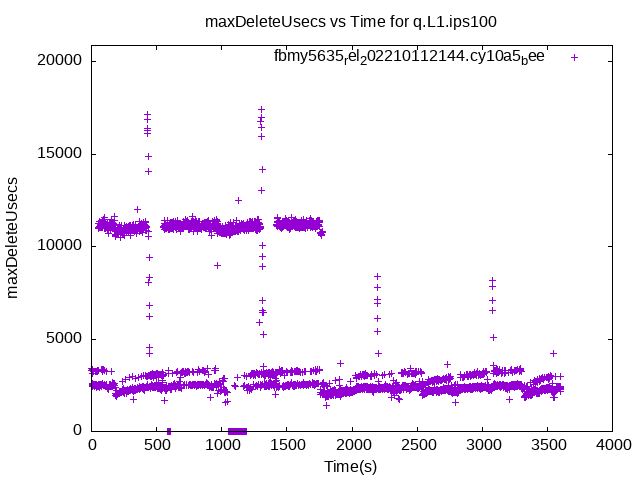 maxDeleteUsecs vs Time for q.L1.ips100
fbmy5635rel202210112144.cy10a5bee
20000
15000
10000
5000
0
maxDeleteUsecs
0 500 1000 1500 2000 2500 3000 3500 4000
Time(s)